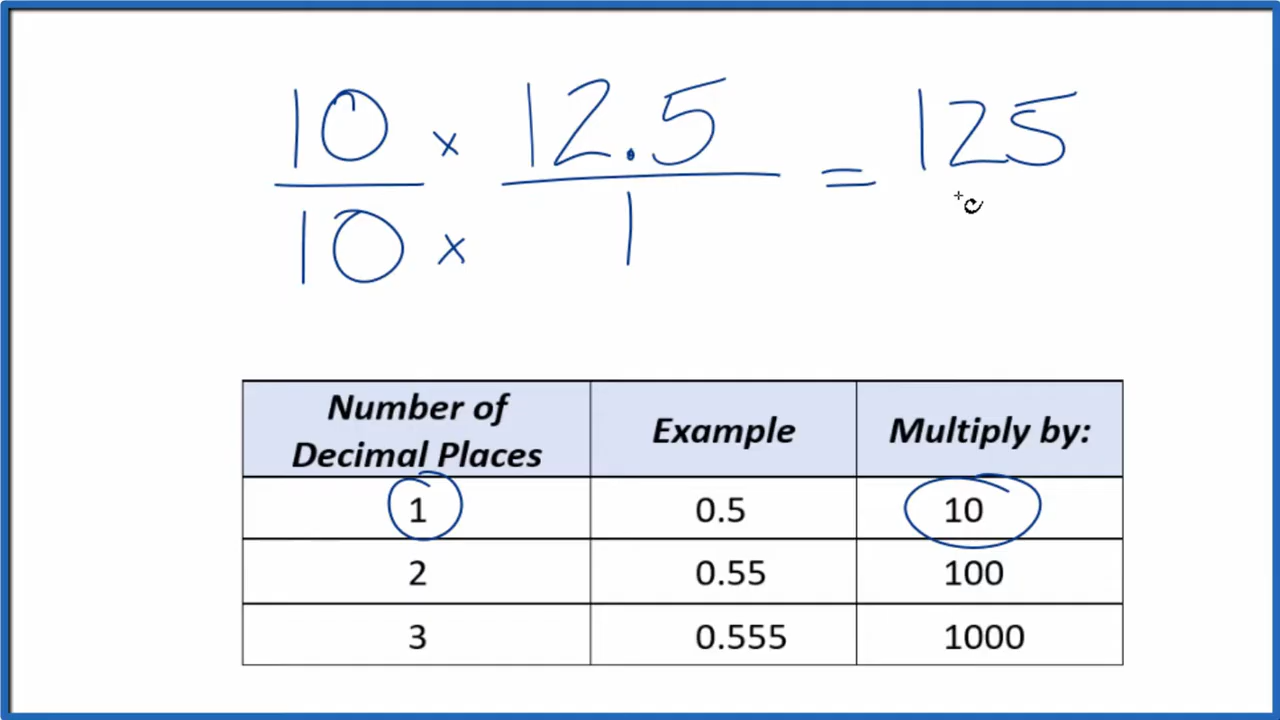 10 × 12.5 = 125
10 × 1
Number of Decimal Places Example Multiply by:
1 0.5 10
2 0.55 100
3 0.555 1000